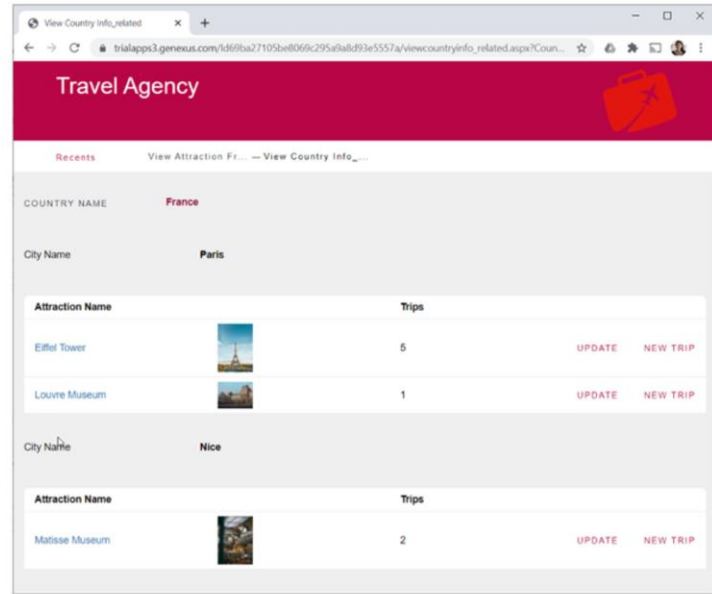 View Country Info_related
trialapps3.genexus.com/Id69ba27105be8069c295a9a8d93e5557a/viewcountryinfo_related.aspx?Coun...
Travel Agency
Recents View Attraction Fr... — View Country Info_...
COUNTRY NAME France
City Name Paris
Attraction Name Trips
Eiffel Tower 5 UPDATE NEW TRIP
Louvre Museum 1 UPDATE NEW TRIP
City Name Nice
Attraction Name Trips
Matisse Museum 2 UPDATE NEW TRIP